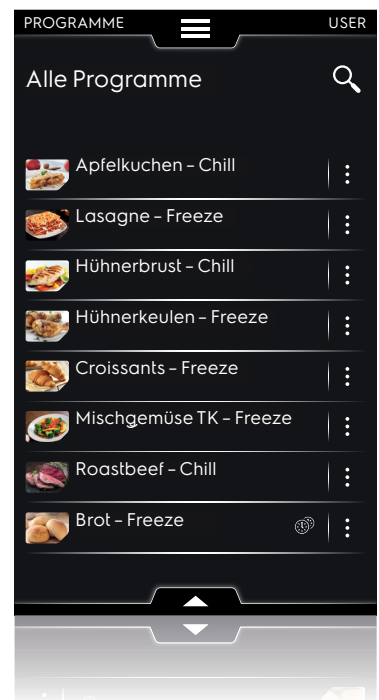 PROGRAMME USER
Alle Programme
Apfelkuchen – Chill
Lasagne – Freeze
Hühnerbrust – Chill
Hühnerkeulen – Freeze
Croissants – Freeze
Mischgemüse TK – Freeze
Roastbeef – Chill
Brot – Freeze